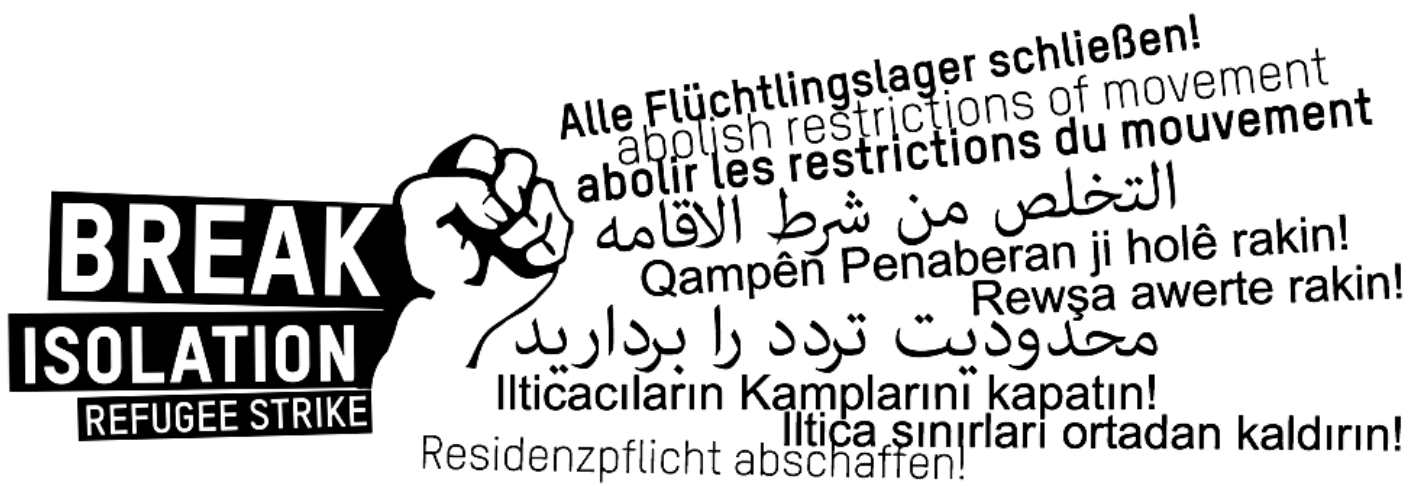 BREAK
ISOLATION
REFUGEE STRIKE
Alle Flüchtlingslager schließen!
abolish restrictions of movement
abolir les restrictions du mouvement
التخلص من شرط الاقامه
Qampên Penaberan ji holê rakin!
Rewşa awerte rakin!
محدودیت تردد را بردارید
Ilticacıların Kamplarını kapatın!
Iltica sınırları ortadan kaldırın!
Residenzpflicht abschaffen!